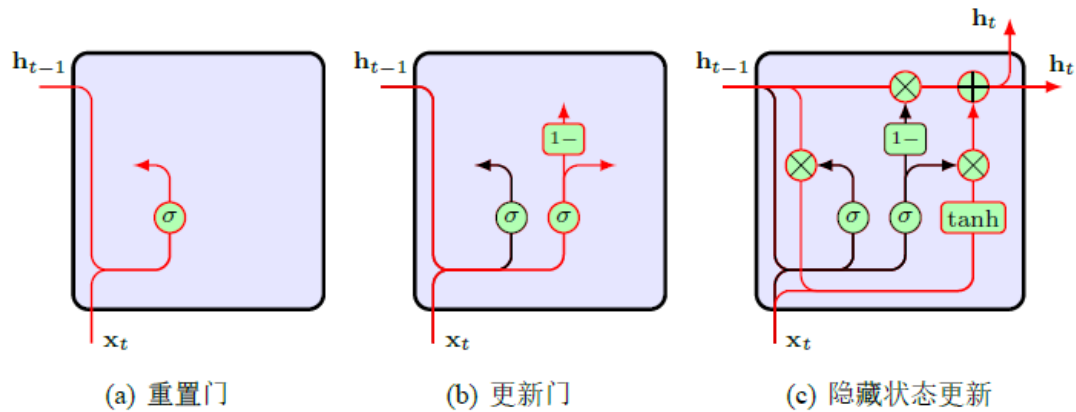 h_t
h_{t-1} h_{t-1} h_{t-1} h_t
1− 1−
σ σ σ σ σ tanh
x_t x_t x_t
(a) 重置门 (b) 更新门 (c) 隐藏状态更新